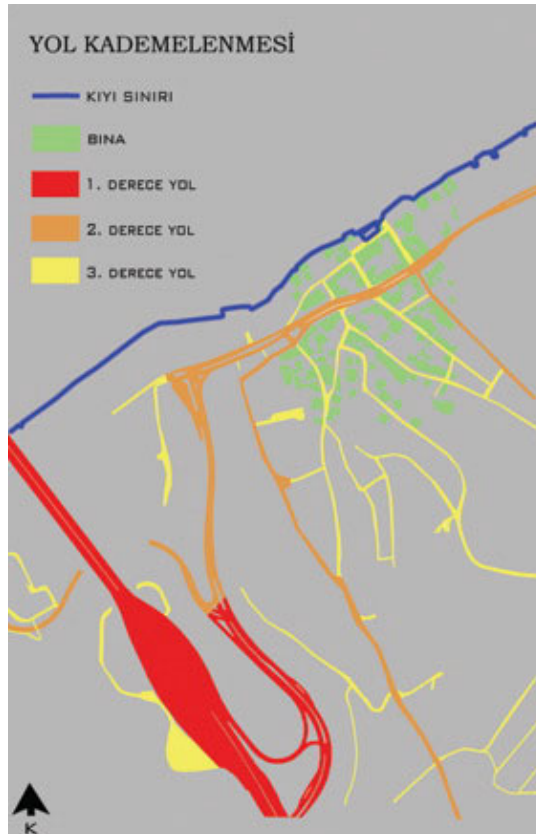 YOL KADEMELENMESİ
KIYI SINIRI
BINA
1. DERECE YOL
2. DERECE YOL
3. DERECE YOL
K